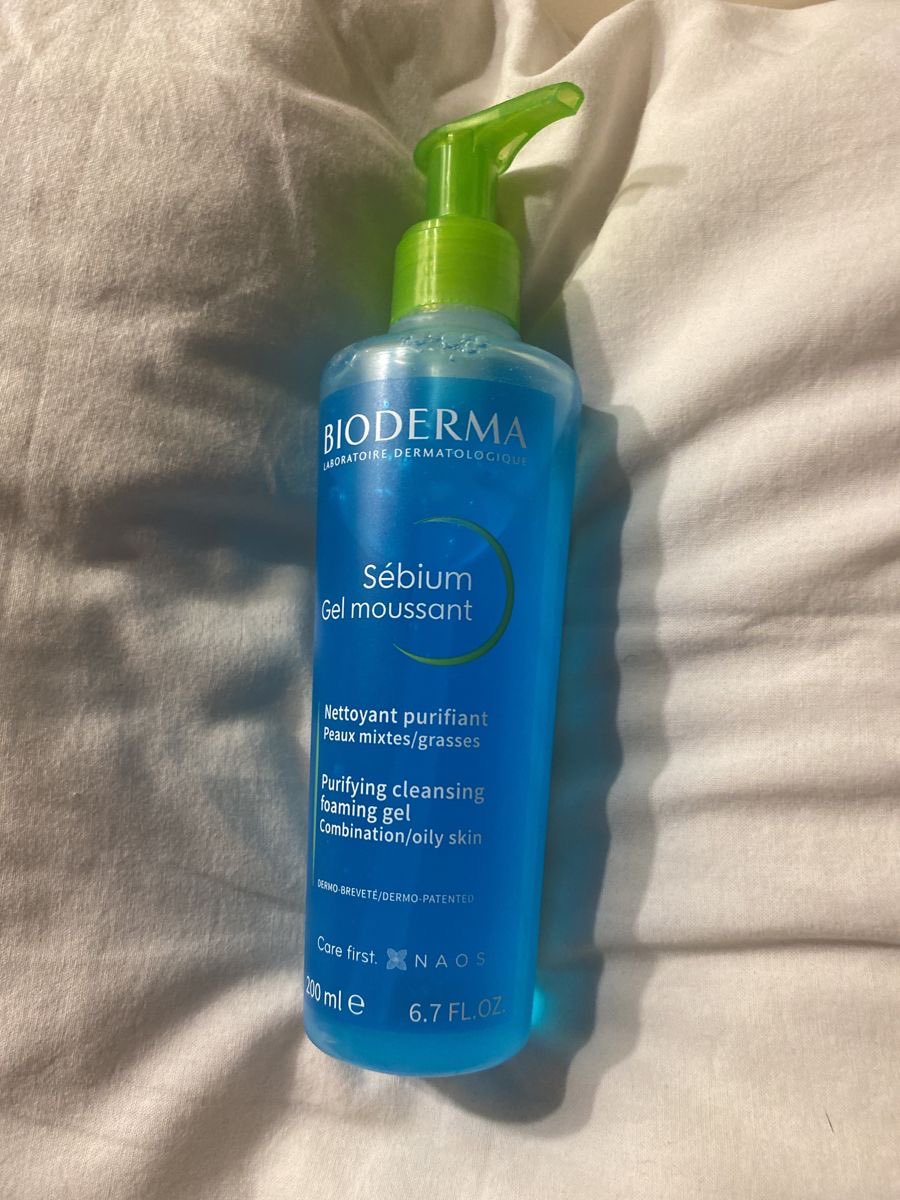 BIODERMA
LABORATOIRE DERMATOLOGIQUE
Sébium
Gel moussant
Nettoyant purifiant
Peaux mixtes/grasses
Purifying cleansing
foaming gel
Combination/oily skin
DERMO-BREVETÉ/DERMO-PATENTED
Care first. NAOS
200 ml e 6.7 FL.OZ.